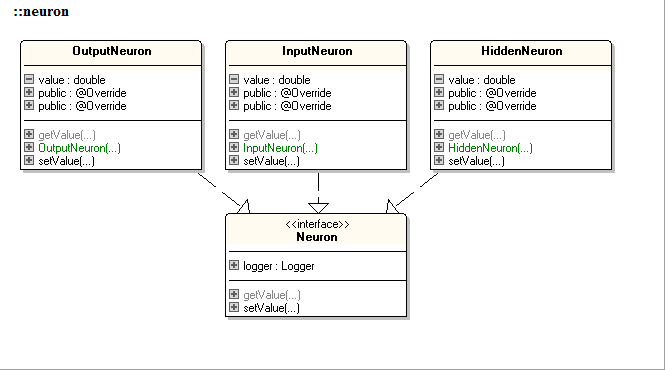 ::neuron
OutputNeuron
value : double
public : @Override
public : @Override
getValue(...)
OutputNeuron(...)
setValue(...)
InputNeuron
value : double
public : @Override
public : @Override
getValue(...)
InputNeuron(...)
setValue(...)
HiddenNeuron
value : double
public : @Override
public : @Override
getValue(...)
HiddenNeuron(...)
setValue(...)
<<interface>>
Neuron
logger : Logger
getValue(...)
setValue(...)